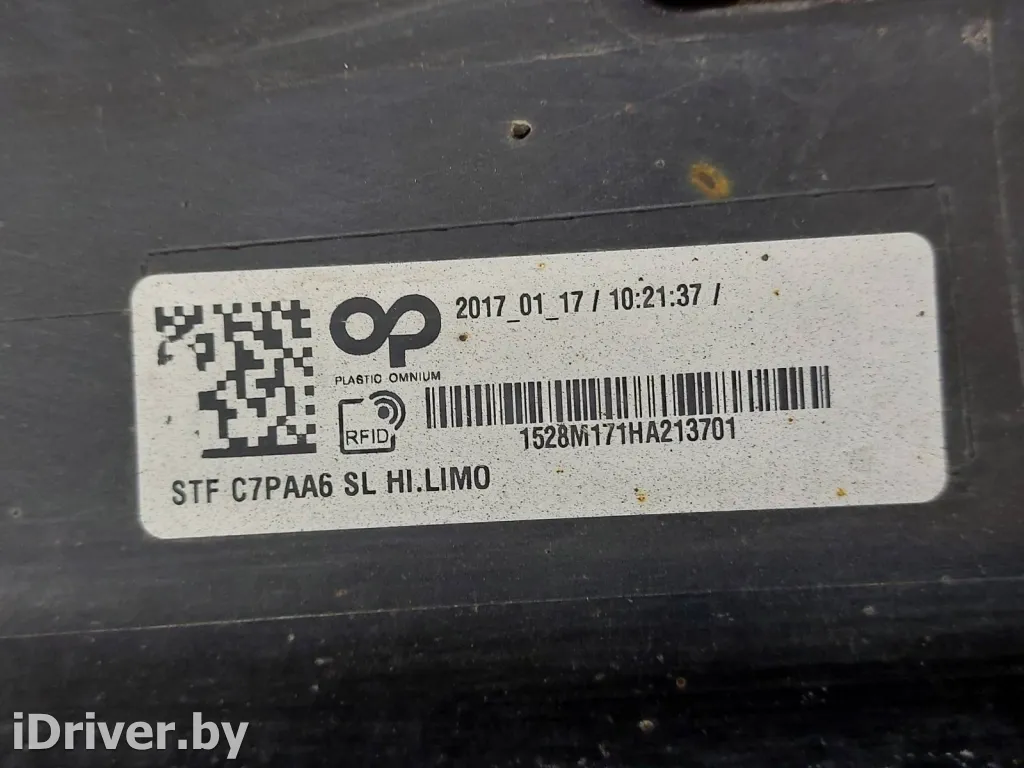 OP
2017_01_17 / 10:21:37 /
PLASTIC OMNIUM
RFID
1528M171HA213701
STF C7PAA6 SL HI.LIMO
iDriver.by